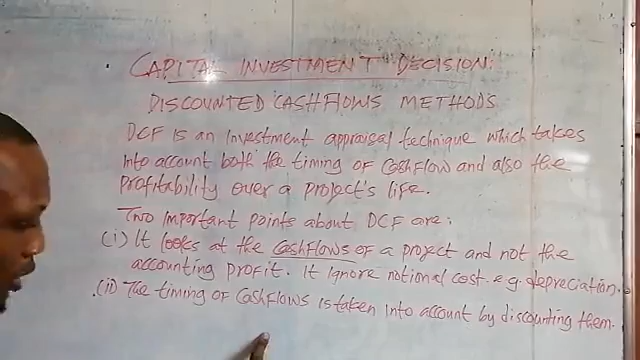 CAPITAL INVESTMENT DECISION:
DISCOUNTED CASHFLOWS METHODS
DCF is an investment appraisal technique which takes
into account both the timing of Cashflow and also the
profitability over a project's life.
Two important points about DCF are:
(i) It looks at the cashflows of a project and not the
accounting profit. It ignore notional cost e.g. depreciation.
(ii) The timing of Cashflows is taken into account by discounting them.